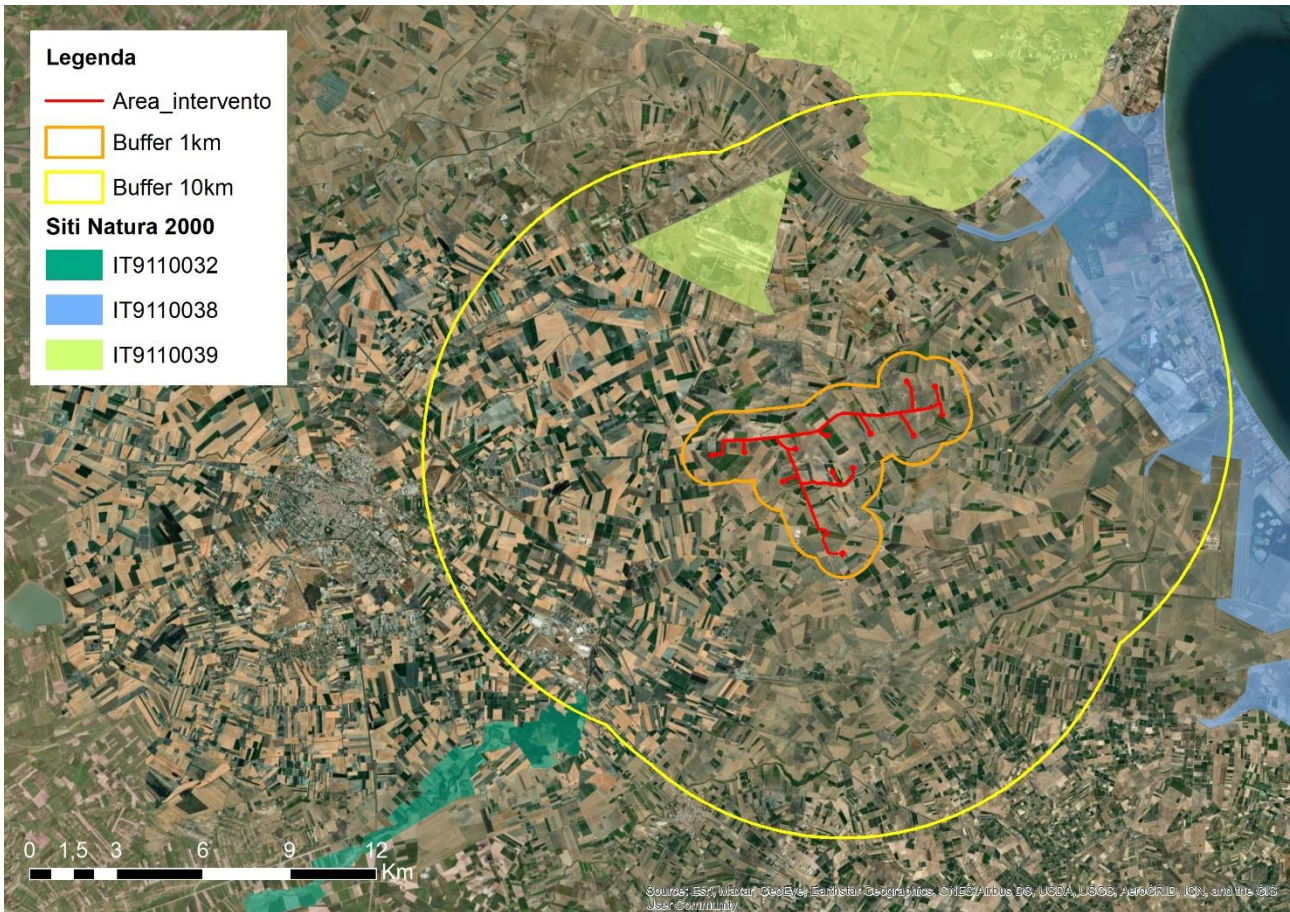 Legenda
Area_intervento
Buffer 1km
Buffer 10km
Siti Natura 2000
IT9110032
IT9110038
IT9110039
0 1,5 3 6 9 12
Km
Source: Esri, Maxar, GeoEye, Earthstar Geographics, CNES/Airbus DS, USDA, USGS, AeroGRID, IGN, and the GIS
User Community